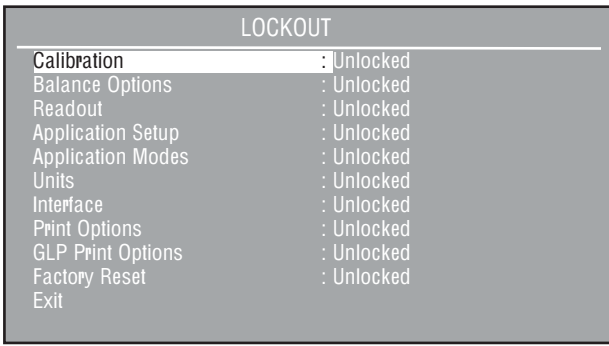 LOCKOUT
Calibration : Unlocked
Balance Options : Unlocked
Readout : Unlocked
Application Setup : Unlocked
Application Modes : Unlocked
Units : Unlocked
Interface : Unlocked
Print Options : Unlocked
GLP Print Options : Unlocked
Factory Reset : Unlocked
Exit